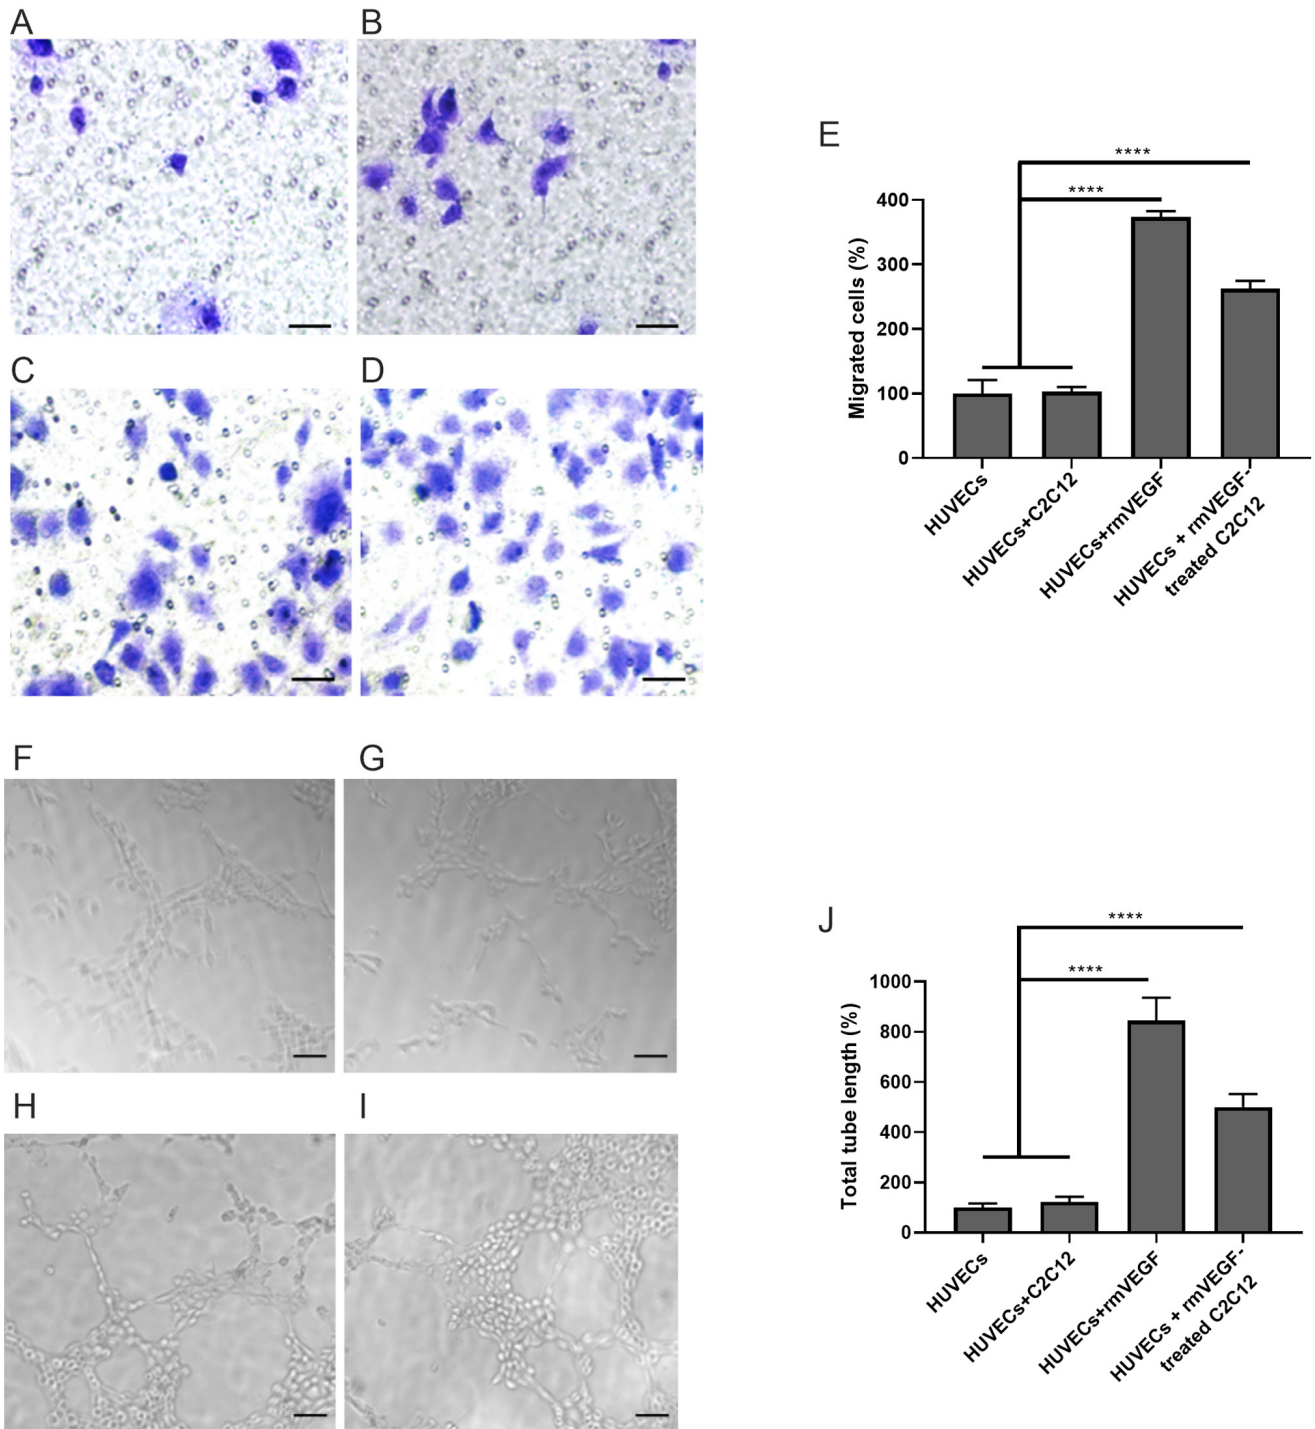 A
B
C
D
E
****
****
400
300
200
100
0
Migrated cells (%)
HUVECs
HUVECs+C2C12
HUVECs+rmVEGF
HUVECs + rmVEGF-
treated C2C12
F
G
H
I
J
****
****
1000
800
600
400
200
0
Total tube length (%)
HUVECs
HUVECs+C2C12
HUVECs+rmVEGF
HUVECs + rmVEGF-
treated C2C12